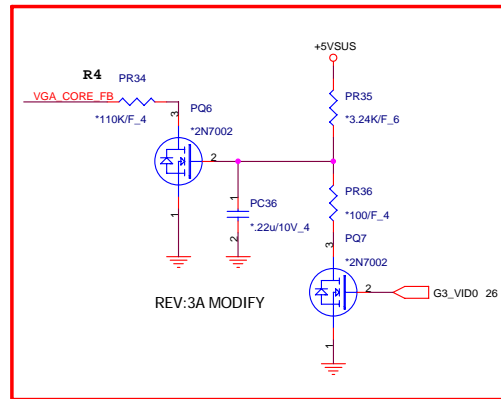 +5VSUS
R4
PR34
VGA_CORE_FB
*110K/F_4
3
PQ6
*2N7002
2
1
PR35
*3.24K/F_6
PR36
*100/F_4
1
PC36
*.22u/10V_4
2
3
PQ7
*2N7002
2
G3_VID0 26
1
REV:3A MODIFY